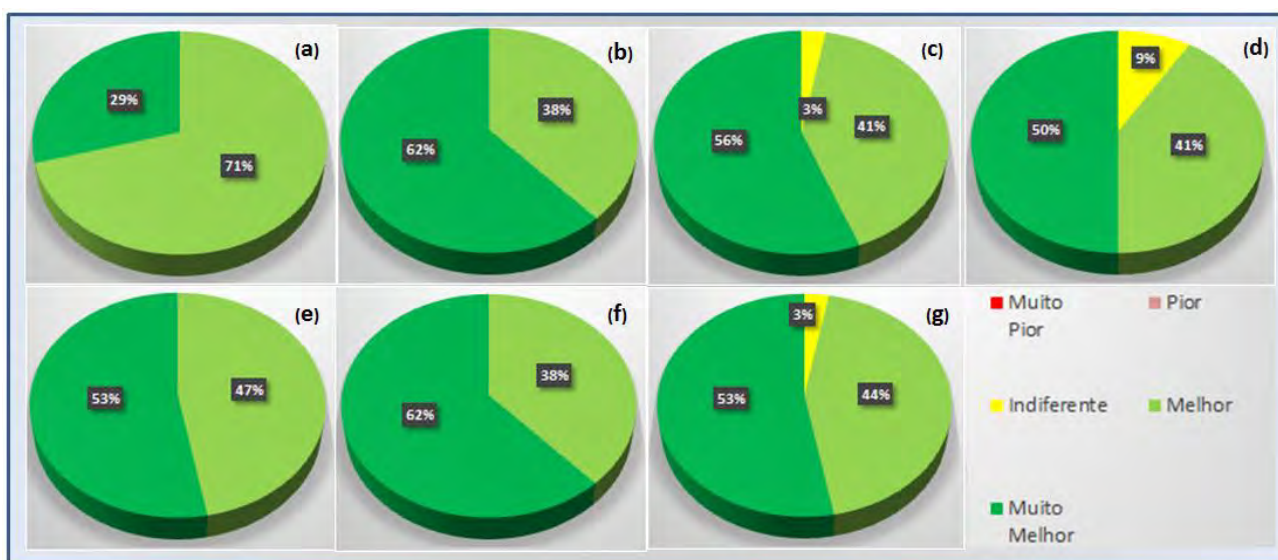 (a)
29%
71%
(b)
38%
62%
(c)
3%
56%
41%
(d)
9%
50%
41%
(e)
53%
47%
(f)
38%
62%
(g)
3%
53%
44%
Muito
Pior
Pior
Indiferente
Melhor
Muito
Melhor